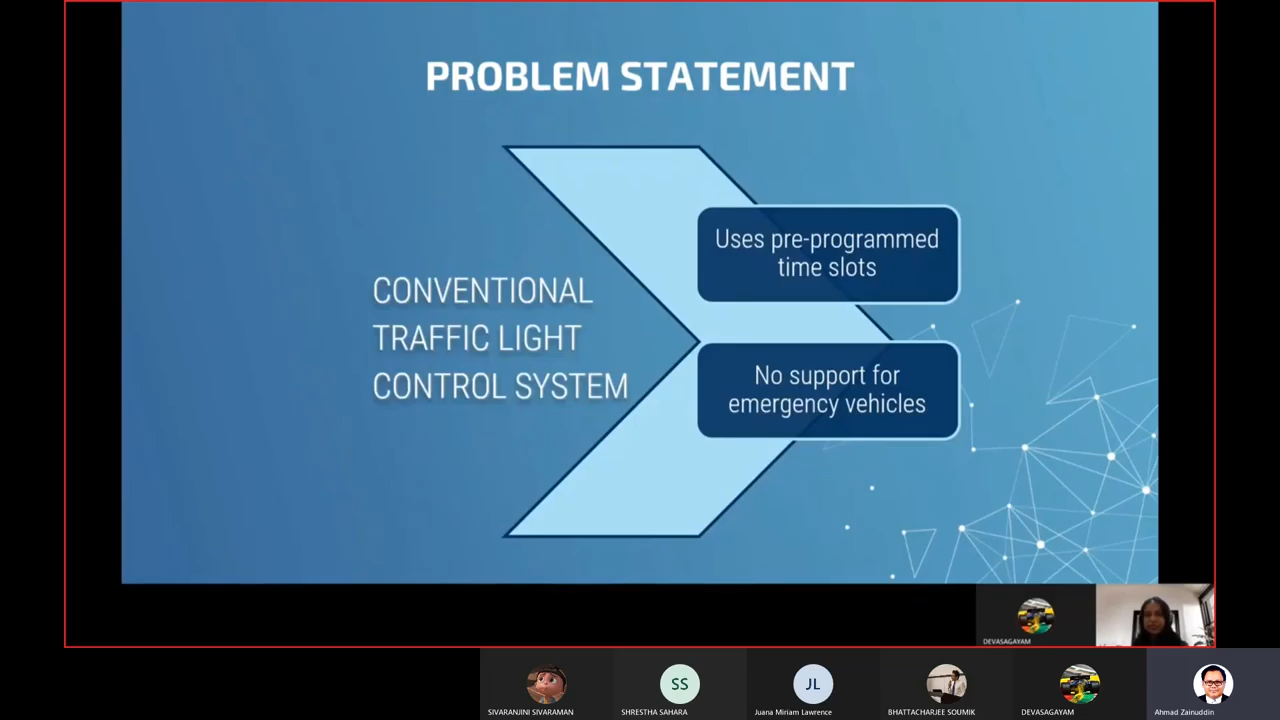 PROBLEM STATEMENT
CONVENTIONAL
TRAFFIC LIGHT
CONTROL SYSTEM
Uses pre-programmed
time slots
No support for
emergency vehicles
DEVASAGAYAM
SIVARANJINI SIVARAMAN
SS
SHRESTHA SAHARA
JL
Juana Miriam Lawrence
BHATTACHARJEE SOUMIK
DEVASAGAYAM
Ahmad Zainuddin